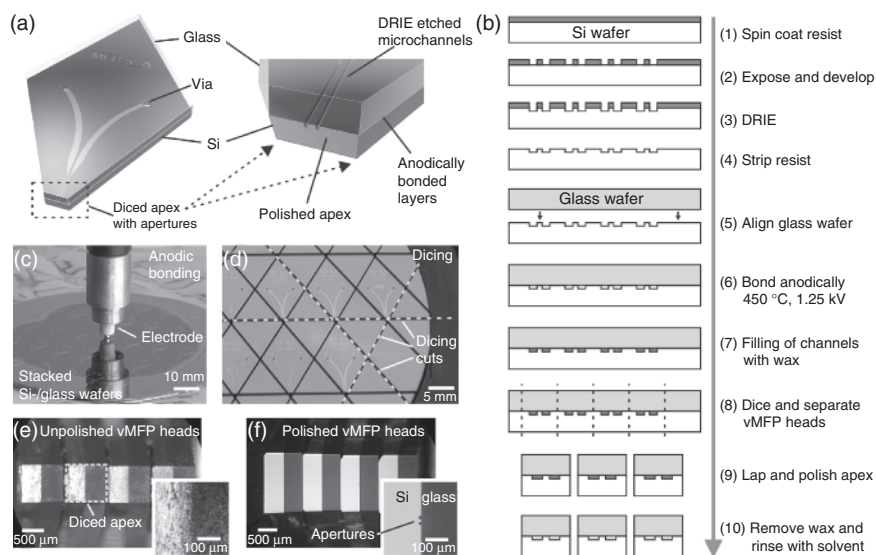 (a)
Glass
MFP5_A
Via
Si
Diced apex
with apertures
DRIE etched
microchannels
Polished apex
Anodically
bonded
layers
(b)
Si wafer
(1) Spin coat resist
(2) Expose and develop
(3) DRIE
(4) Strip resist
Glass wafer
(5) Align glass wafer
(6) Bond anodically
450 °C, 1.25 kV
(7) Filling of channels
with wax
(8) Dice and separate
vMFP heads
(9) Lap and polish apex
(10) Remove wax and
rinse with solvent
(c)
Anodic
bonding
Electrode
Stacked
Si-/glass wafers
10 mm
(d)
Dicing
Dicing
cuts
5 mm
(e) Unpolished vMFP heads
Diced apex
500 µm
100 µm
(f) Polished vMFP heads
Si
glass
Apertures
500 µm
100 µm